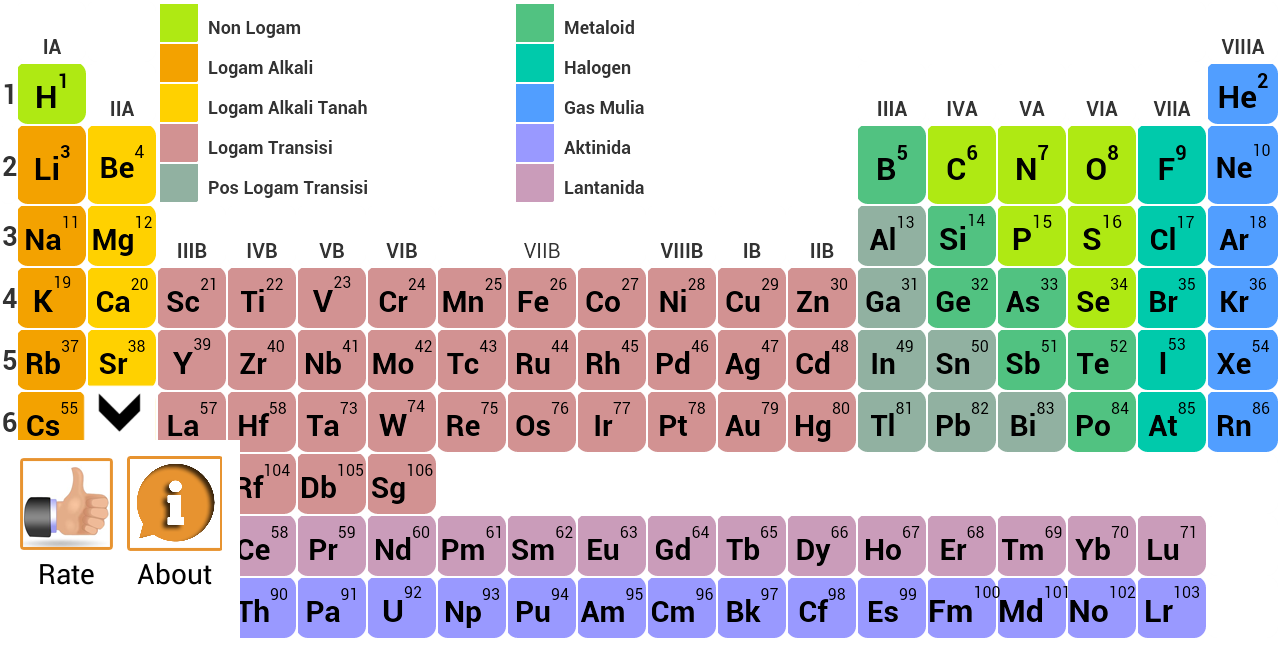 Non Logam Metaloid
IA VIIIA
Logam Alkali Halogen
1 H 1 He 2
IIA Logam Alkali Tanah Gas Mulia IIIA IVA VA VIA VIIA
Logam Transisi Aktinida
2 Li 3 Be 4 B 5 C 6 N 7 O 8 F 9 Ne 10
Pos Logam Transisi Lantanida
3 Na 11 Mg 12 Al 13 Si 14 P 15 S 16 Cl 17 Ar 18
IIIB IVB VB VIB VIIB VIIIB IB IIB
4 K 19 Ca 20 Sc 21 Ti 22 V 23 Cr 24 Mn 25 Fe 26 Co 27 Ni 28 Cu 29 Zn 30 Ga 31 Ge 32 As 33 Se 34 Br 35 Kr 36
5 Rb 37 Sr 38 Y 39 Zr 40 Nb 41 Mo 42 Tc 43 Ru 44 Rh 45 Pd 46 Ag 47 Cd 48 In 49 Sn 50 Sb 51 Te 52 I 53 Xe 54
6 Cs 55 La 57 Hf 58 Ta 73 W 74 Re 75 Os 76 Ir 77 Pt 78 Au 79 Hg 80 Tl 81 Pb 82 Bi 83 Po 84 At 85 Rn 86
Rf 104 Db 105 Sg 106
Ce 58 Pr 59 Nd 60 Pm 61 Sm 62 Eu 63 Gd 64 Tb 65 Dy 66 Ho 67 Er 68 Tm 69 Yb 70 Lu 71
Rate About
Th 90 Pa 91 U 92 Np 93 Pu 94 Am 95 Cm 96 Bk 97 Cf 98 Es 99 Fm 100 Md 101 No 102 Lr 103